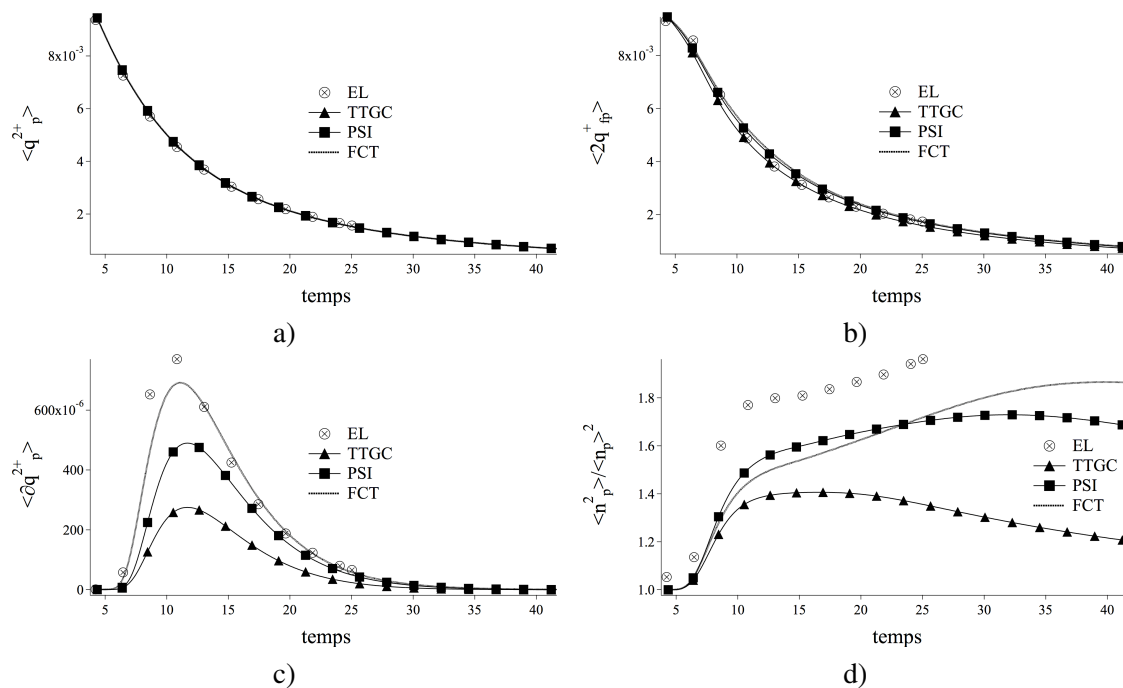 8x10⁻³
6
4
2
<q²⁺ₚ>
EL
TTGC
PSI
FCT
5 10 15 20 25 30 35 40
temps
a)
8x10⁻³
6
4
2
<2q⁺fp>
EL
TTGC
PSI
FCT
5 10 15 20 25 30 35 40
temps
b)
600x10⁻⁶
400
200
0
<∂q²⁺ₚ>
EL
TTGC
PSI
FCT
5 10 15 20 25 30 35 40
temps
c)
1.8
1.6
1.4
1.2
1.0
<n²ₚ>/<nₚ>²
EL
TTGC
PSI
FCT
5 10 15 20 25 30 35 40
temps
d)